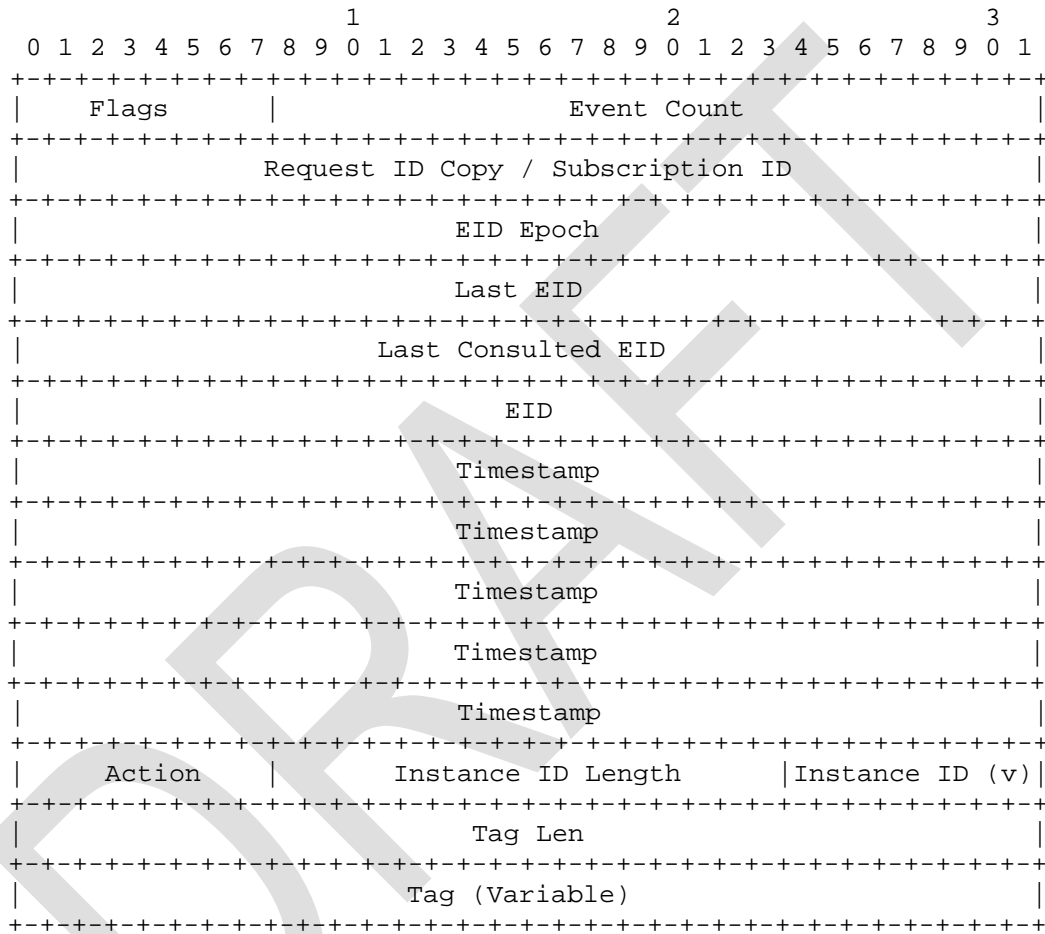 1                   2                   3
 0 1 2 3 4 5 6 7 8 9 0 1 2 3 4 5 6 7 8 9 0 1 2 3 4 5 6 7 8 9 0 1
+-+-+-+-+-+-+-+-+-+-+-+-+-+-+-+-+-+-+-+-+-+-+-+-+-+-+-+-+-+-+-+-+
|     Flags     |                  Event Count                  |
+-+-+-+-+-+-+-+-+-+-+-+-+-+-+-+-+-+-+-+-+-+-+-+-+-+-+-+-+-+-+-+-+
|               Request ID Copy / Subscription ID               |
+-+-+-+-+-+-+-+-+-+-+-+-+-+-+-+-+-+-+-+-+-+-+-+-+-+-+-+-+-+-+-+-+
|                           EID Epoch                           |
+-+-+-+-+-+-+-+-+-+-+-+-+-+-+-+-+-+-+-+-+-+-+-+-+-+-+-+-+-+-+-+-+
|                           Last EID                            |
+-+-+-+-+-+-+-+-+-+-+-+-+-+-+-+-+-+-+-+-+-+-+-+-+-+-+-+-+-+-+-+-+
|                      Last Consulted EID                       |
+-+-+-+-+-+-+-+-+-+-+-+-+-+-+-+-+-+-+-+-+-+-+-+-+-+-+-+-+-+-+-+-+
|                              EID                              |
+-+-+-+-+-+-+-+-+-+-+-+-+-+-+-+-+-+-+-+-+-+-+-+-+-+-+-+-+-+-+-+-+
|                           Timestamp                           |
+-+-+-+-+-+-+-+-+-+-+-+-+-+-+-+-+-+-+-+-+-+-+-+-+-+-+-+-+-+-+-+-+
|                           Timestamp                           |
+-+-+-+-+-+-+-+-+-+-+-+-+-+-+-+-+-+-+-+-+-+-+-+-+-+-+-+-+-+-+-+-+
|                           Timestamp                           |
+-+-+-+-+-+-+-+-+-+-+-+-+-+-+-+-+-+-+-+-+-+-+-+-+-+-+-+-+-+-+-+-+
|                           Timestamp                           |
+-+-+-+-+-+-+-+-+-+-+-+-+-+-+-+-+-+-+-+-+-+-+-+-+-+-+-+-+-+-+-+-+
|                           Timestamp                           |
+-+-+-+-+-+-+-+-+-+-+-+-+-+-+-+-+-+-+-+-+-+-+-+-+-+-+-+-+-+-+-+-+
|     Action    |       Instance ID Length      |Instance ID (v)|
+-+-+-+-+-+-+-+-+-+-+-+-+-+-+-+-+-+-+-+-+-+-+-+-+-+-+-+-+-+-+-+-+
|                            Tag Len                            |
+-+-+-+-+-+-+-+-+-+-+-+-+-+-+-+-+-+-+-+-+-+-+-+-+-+-+-+-+-+-+-+-+
|                        Tag (Variable)                         |
+-+-+-+-+-+-+-+-+-+-+-+-+-+-+-+-+-+-+-+-+-+-+-+-+-+-+-+-+-+-+-+-+
DRAFT